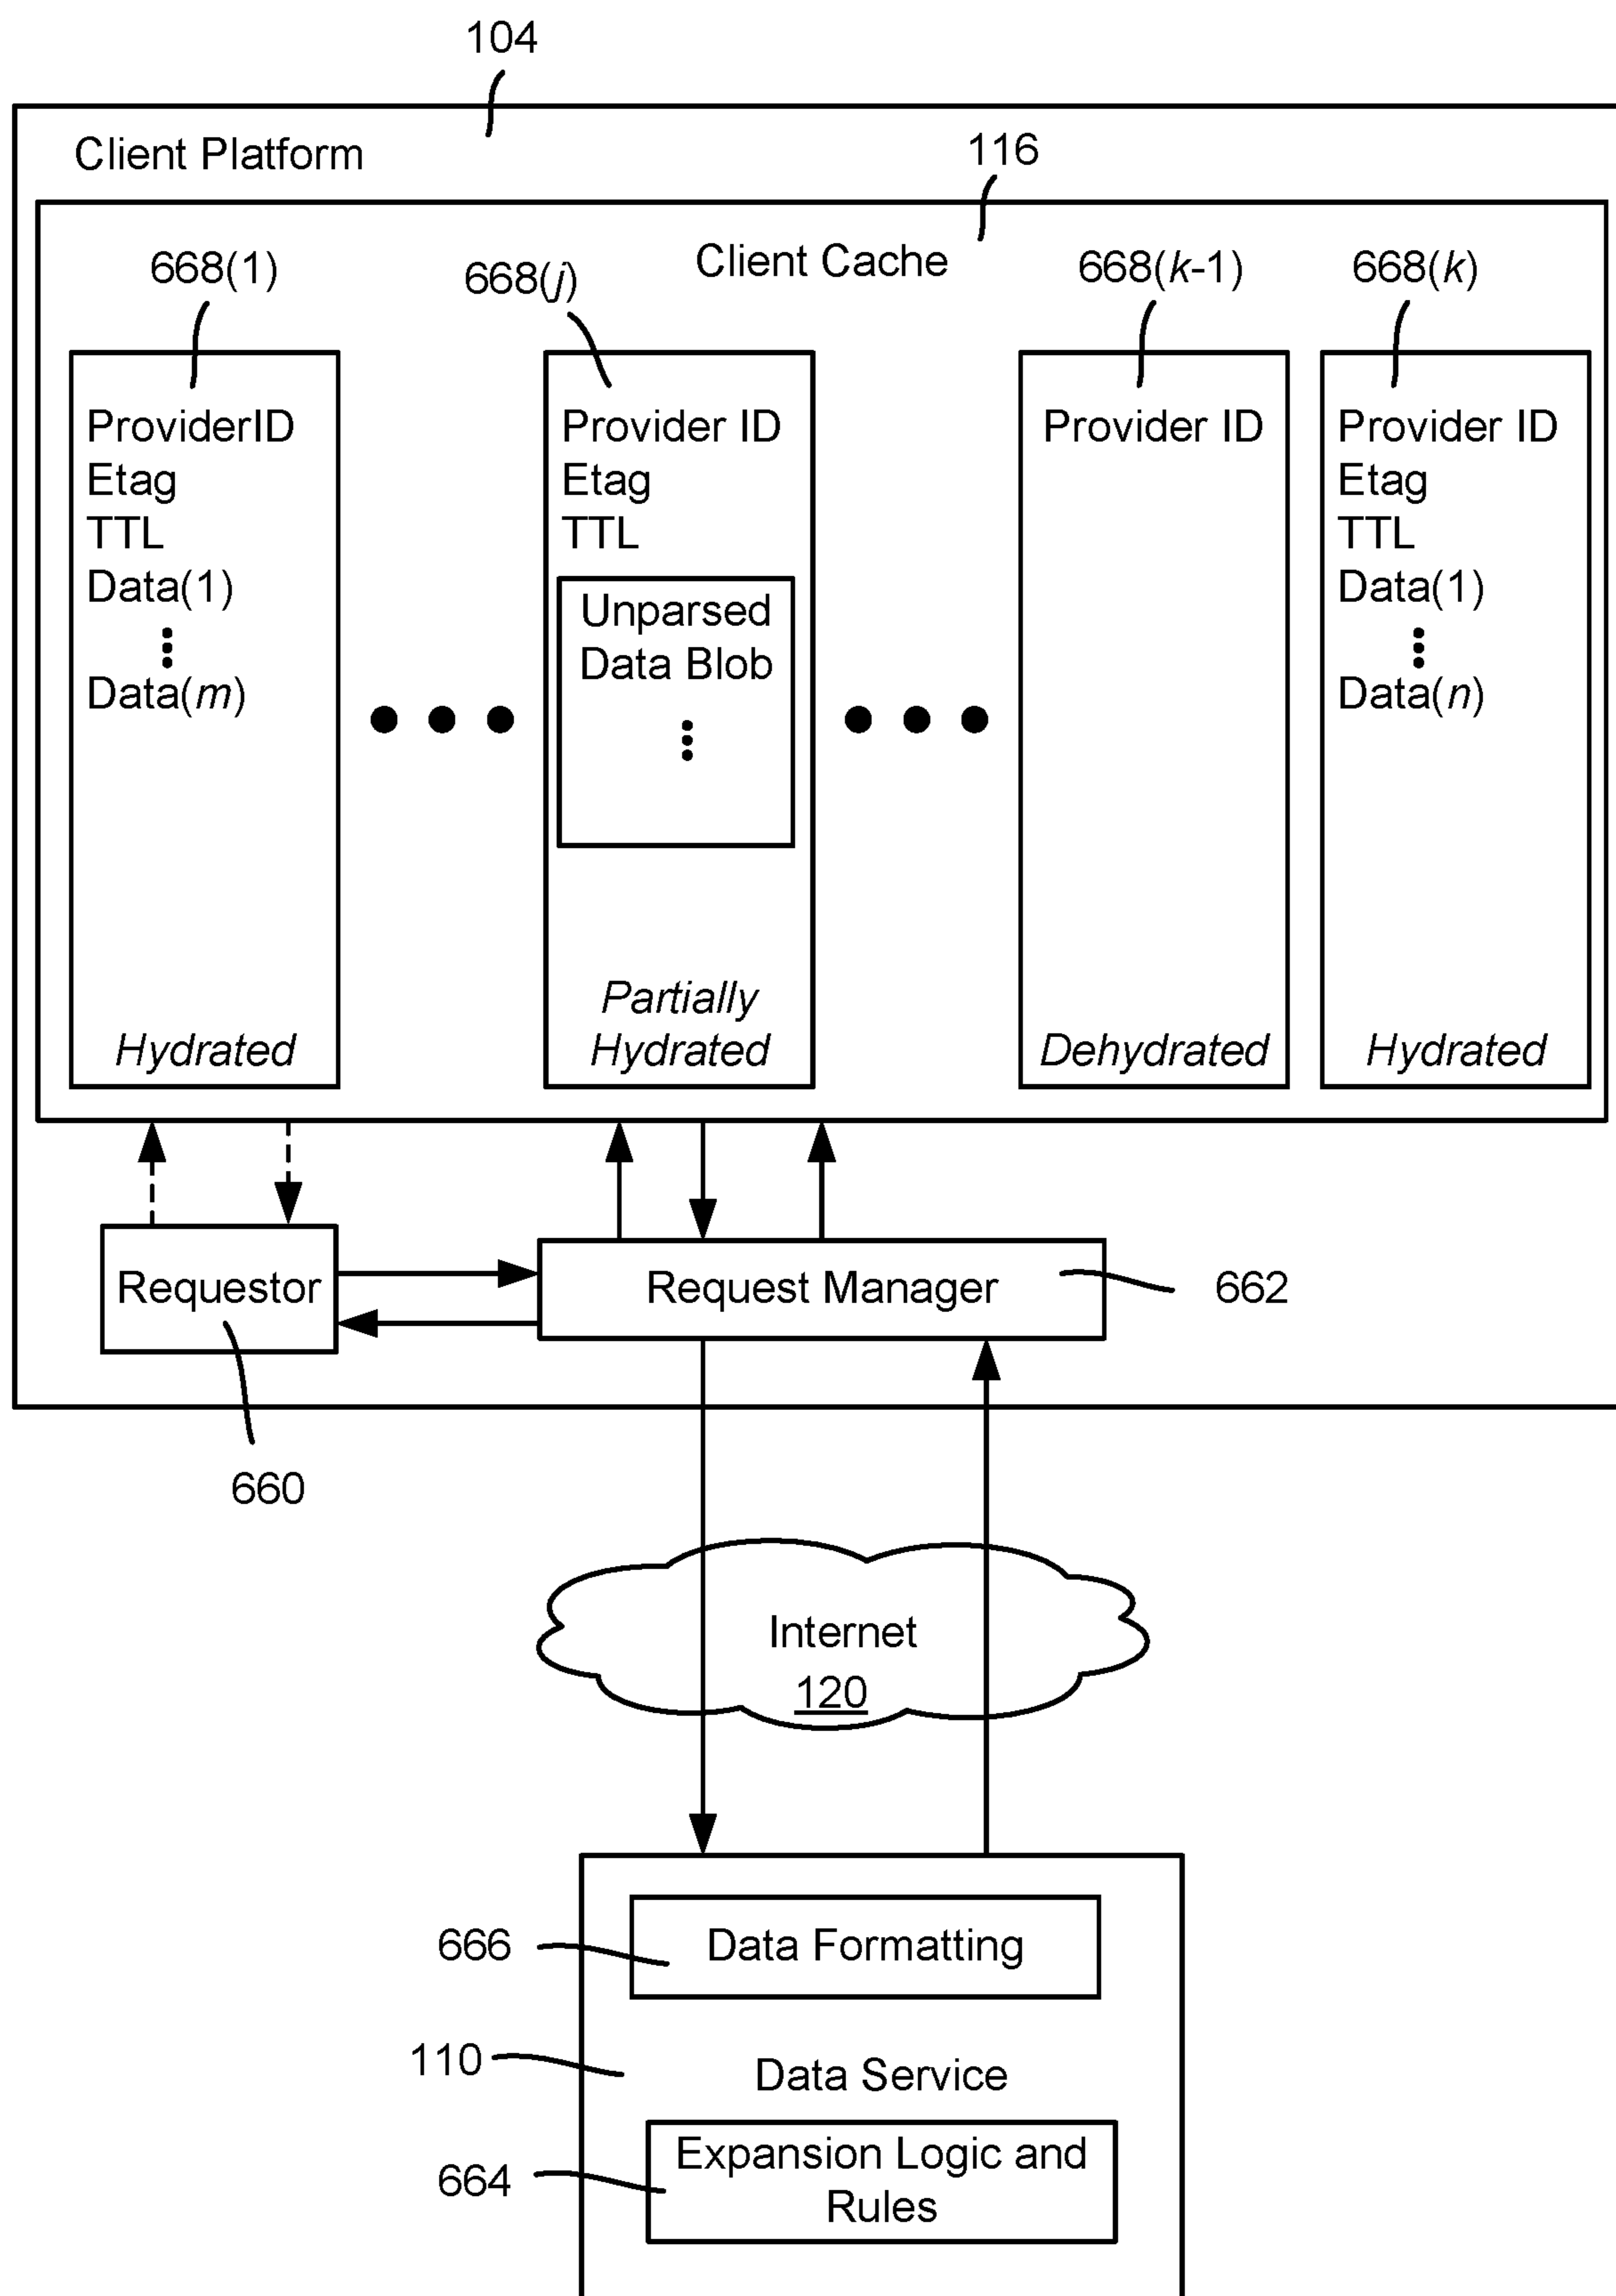 104
Client Platform
116
Client Cache
668(1)
668(j)
668(k-1)
668(k)
ProviderID
Etag
TTL
Data(1)
Data(m)
Hydrated
Provider ID
Etag
TTL
Unparsed
Data Blob
Partially
Hydrated
Provider ID
Dehydrated
Provider ID
Etag
TTL
Data(1)
Data(n)
Hydrated
Requestor
Request Manager
662
660
Internet
120
666
Data Formatting
110
Data Service
664
Expansion Logic and
Rules